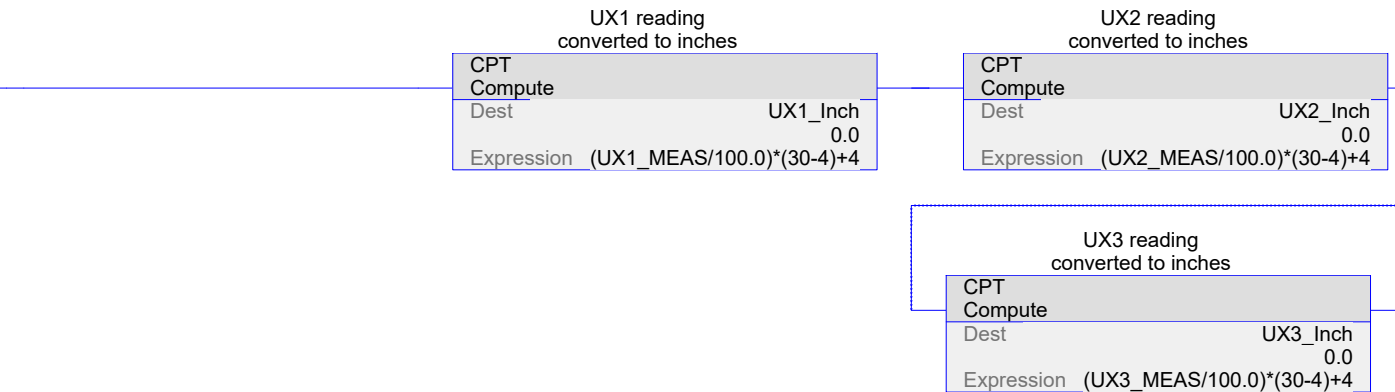 UX1 reading
converted to inches
CPT
Compute
Dest UX1_Inch
0.0
Expression (UX1_MEAS/100.0)*(30-4)+4
UX2 reading
converted to inches
CPT
Compute
Dest UX2_Inch
0.0
Expression (UX2_MEAS/100.0)*(30-4)+4
UX3 reading
converted to inches
CPT
Compute
Dest UX3_Inch
0.0
Expression (UX3_MEAS/100.0)*(30-4)+4